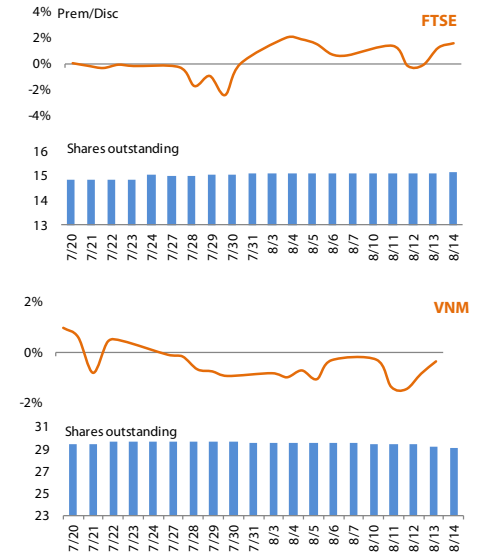 4% Prem/Disc
FTSE
2%
0%
-2%
-4%
16 Shares outstanding
15
14
13
7/20 7/21 7/22 7/23 7/24 7/27 7/28 7/29 7/30 7/31 8/3 8/4 8/5 8/6 8/7 8/10 8/11 8/12 8/13 8/14
2%
VNM
0%
-2%
31
Shares outstanding
29
27
25
23
7/20 7/21 7/22 7/23 7/24 7/27 7/28 7/29 7/30 7/31 8/3 8/4 8/5 8/6 8/7 8/10 8/11 8/12 8/13 8/14